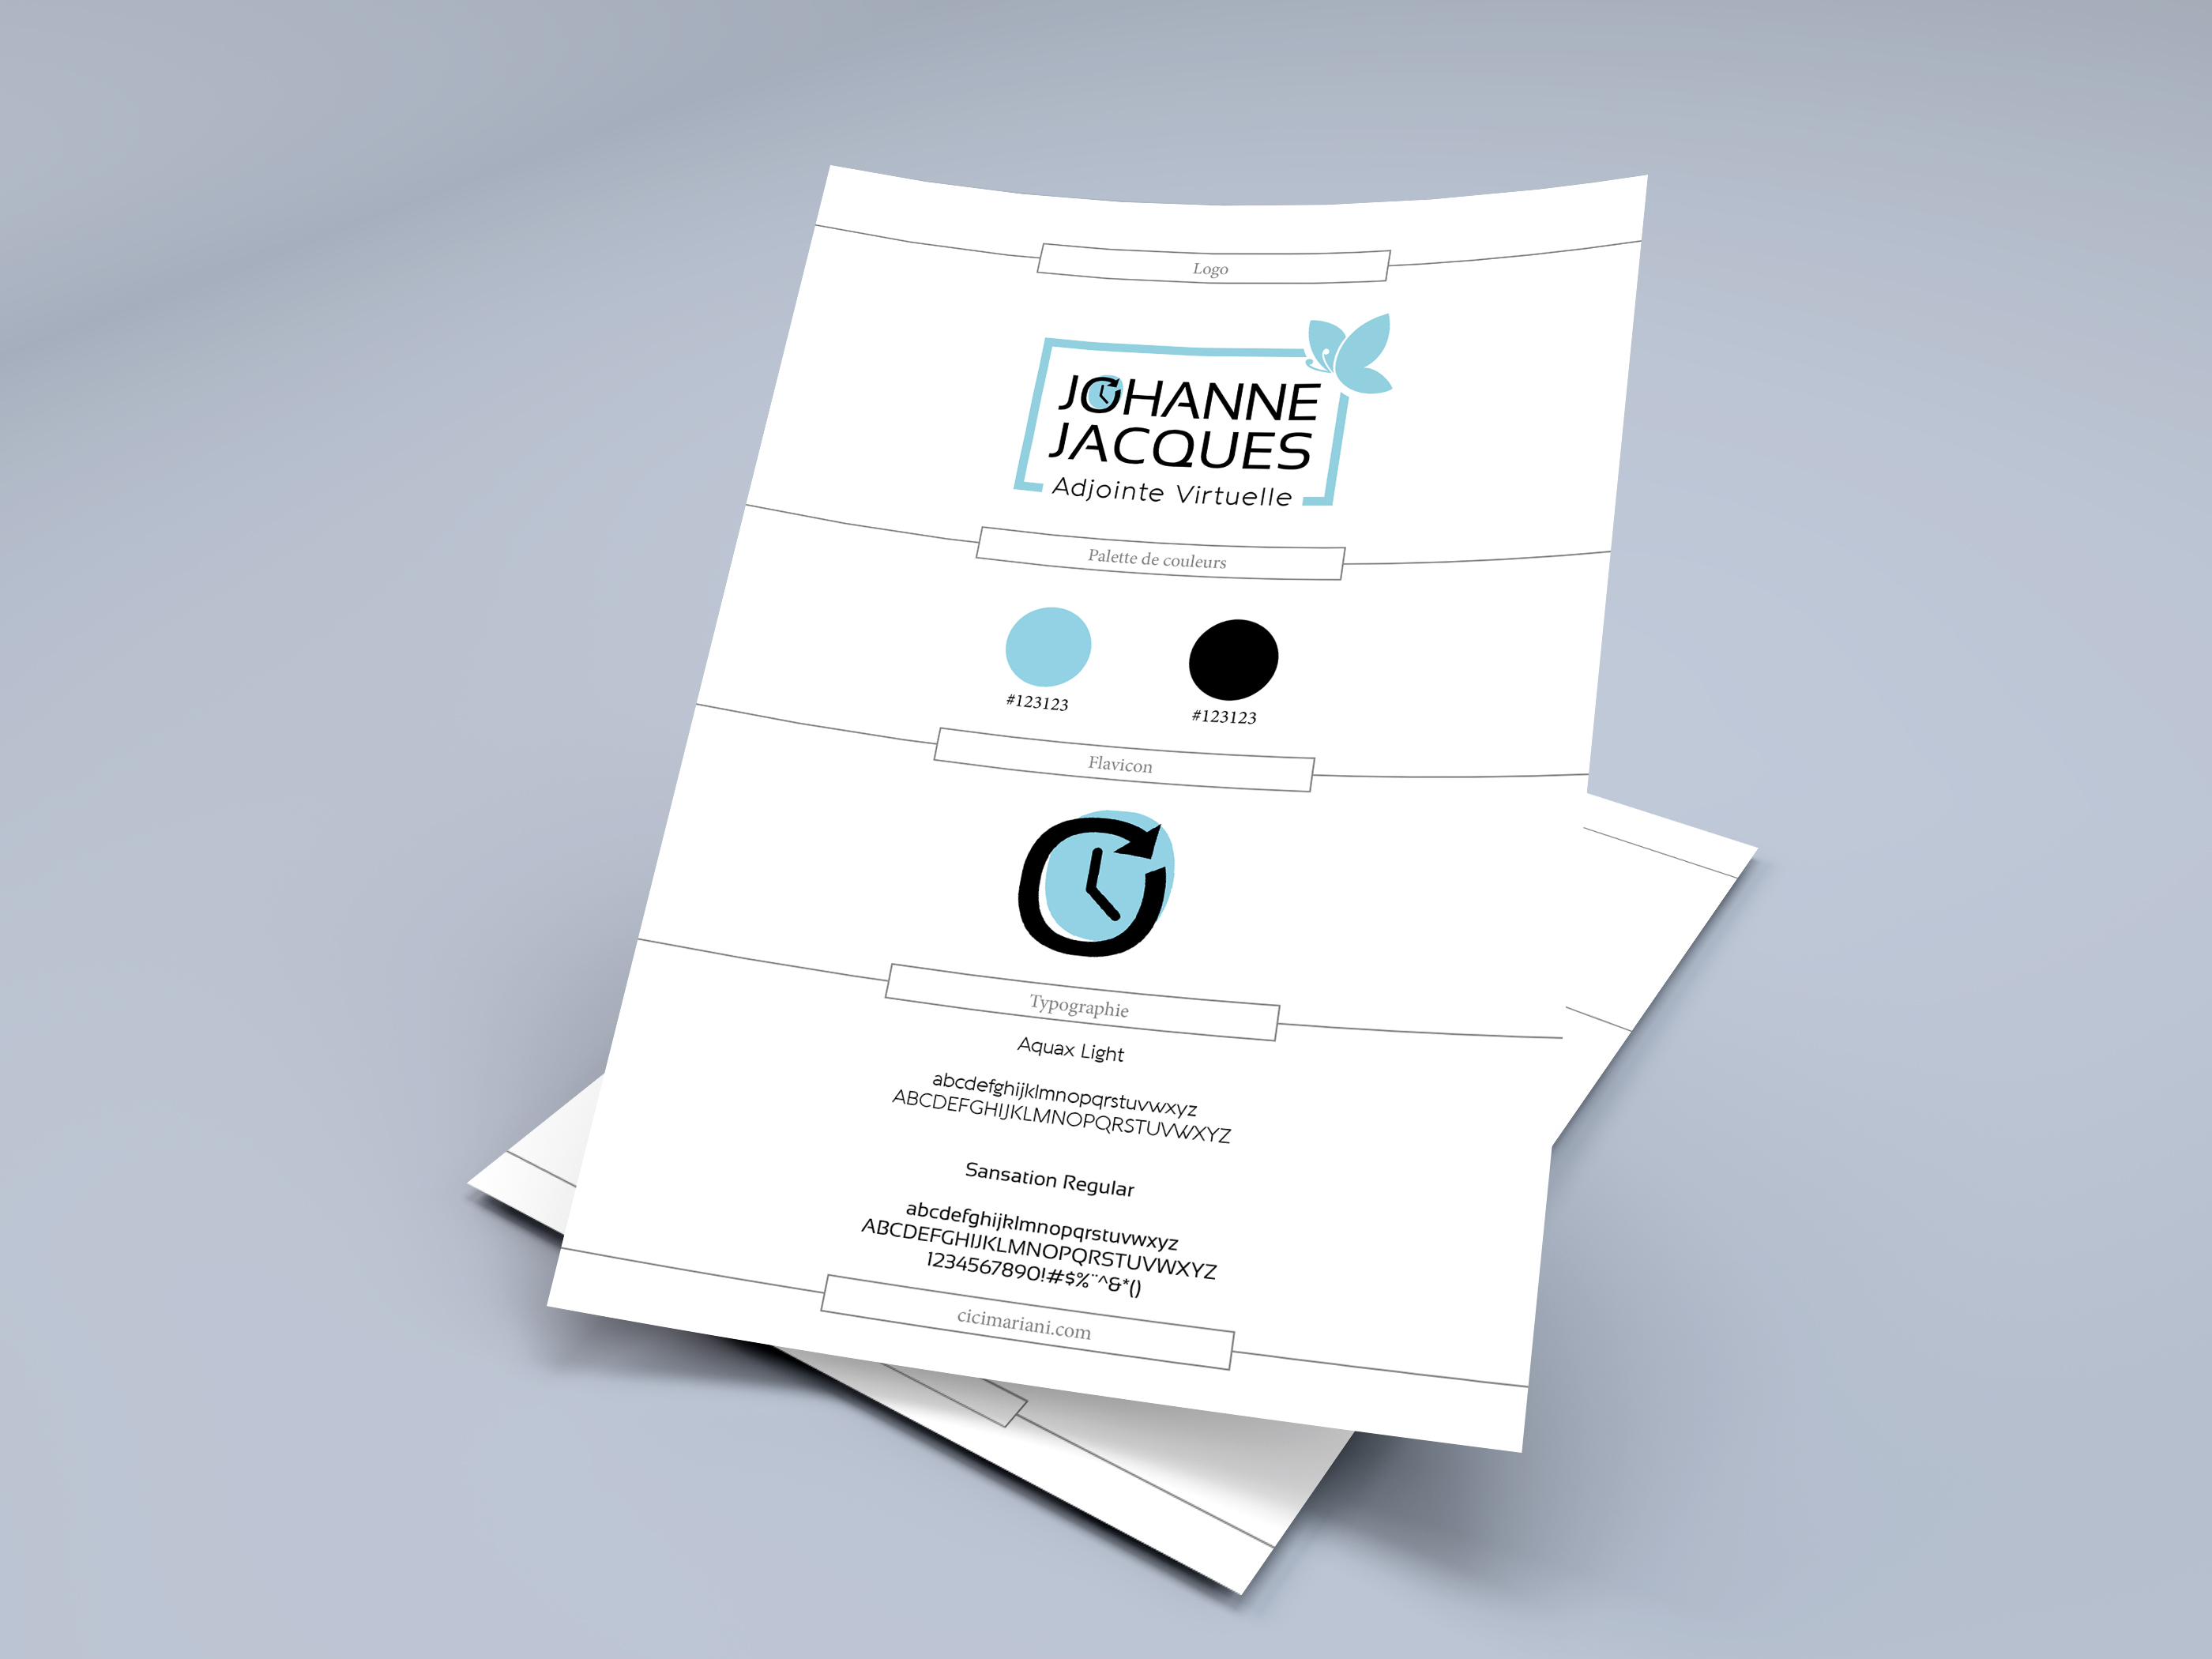 Logo
JOHANNE
JACQUES
Adjointe Virtuelle
Palette de couleurs
#123123
#123123
Flavicon
Typographie
Aquax Light
abcdefghijklmnopqrstuvwxyz
ABCDEFGHIJKLMNOPQRSTUVWXYZ
Sansation Regular
abcdefghijklmnopqrstuvwxyz
ABCDEFGHIJKLMNOPQRSTUVWXYZ
1234567890!#$%¨^&*()
cicimariani.com